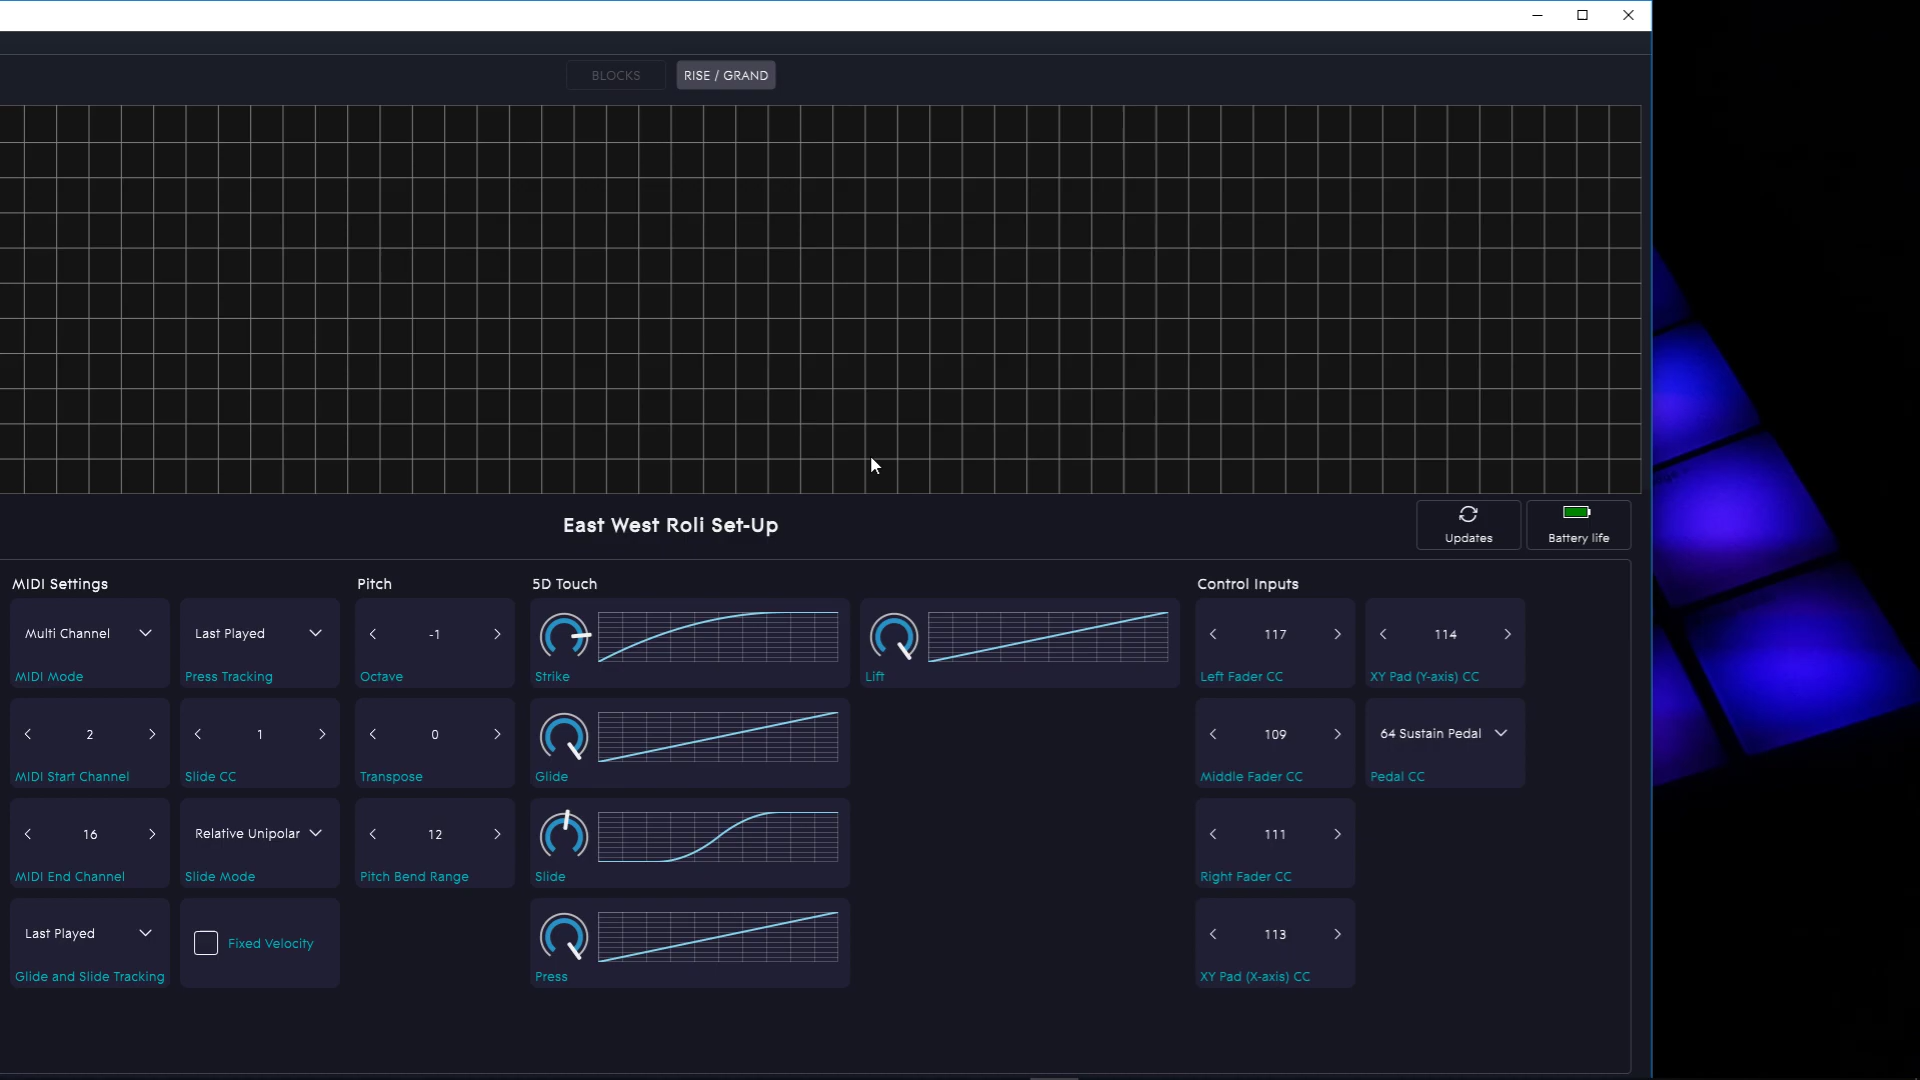 BLOCKS
RISE / GRAND
East West Roli Set-Up
Updates
Battery life
MIDI Settings
Pitch
5D Touch
Control Inputs
Multi Channel
MIDI Mode
Last Played
Press Tracking
-1
Octave
Strike
Lift
117
Left Fader CC
114
XY Pad (Y-axis) CC
2
MIDI Start Channel
1
Slide CC
0
Transpose
Glide
109
Middle Fader CC
64 Sustain Pedal
Pedal CC
16
MIDI End Channel
Relative Unipolar
Slide Mode
12
Pitch Bend Range
Slide
111
Right Fader CC
Last Played
Glide and Slide Tracking
Fixed Velocity
Press
113
XY Pad (X-axis) CC